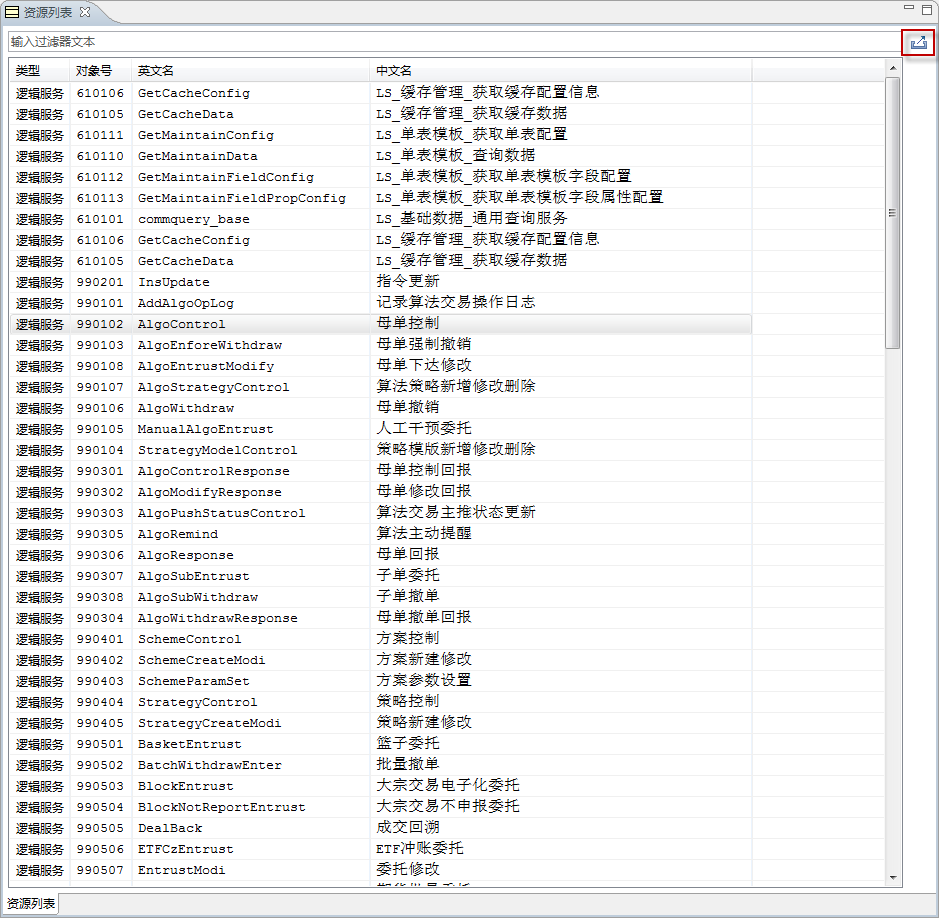 资源列表
输入过滤器文本
类型 对象号 英文名 中文名
逻辑服务 610106 GetCacheConfig LS_缓存管理_获取缓存配置信息
逻辑服务 610105 GetCacheData LS_缓存管理_获取缓存数据
逻辑服务 610111 GetMaintainConfig LS_单表模板_获取单表配置
逻辑服务 610110 GetMaintainData LS_单表模板_查询数据
逻辑服务 610112 GetMaintainFieldConfig LS_单表模板_获取单表模板字段配置
逻辑服务 610113 GetMaintainFieldPropConfig LS_单表模板_获取单表模板字段属性配置
逻辑服务 610101 commquery_base LS_基础数据_通用查询服务
逻辑服务 610106 GetCacheConfig LS_缓存管理_获取缓存配置信息
逻辑服务 610105 GetCacheData LS_缓存管理_获取缓存数据
逻辑服务 990201 InsUpdate 指令更新
逻辑服务 990101 AddAlgoOpLog 记录算法交易操作日志
逻辑服务 990102 AlgoControl 母单控制
逻辑服务 990103 AlgoEnforeWithdraw 母单强制撤销
逻辑服务 990108 AlgoEntrustModify 母单下达修改
逻辑服务 990107 AlgoStrategyControl 算法策略新增修改删除
逻辑服务 990106 AlgoWithdraw 母单撤销
逻辑服务 990105 ManualAlgoEntrust 人工干预委托
逻辑服务 990104 StrategyModelControl 策略模版新增修改删除
逻辑服务 990301 AlgoControlResponse 母单控制回报
逻辑服务 990302 AlgoModifyResponse 母单修改回报
逻辑服务 990303 AlgoPushStatusControl 算法交易主推状态更新
逻辑服务 990305 AlgoRemind 算法主动提醒
逻辑服务 990306 AlgoResponse 母单回报
逻辑服务 990307 AlgoSubEntrust 子单委托
逻辑服务 990308 AlgoSubWithdraw 子单撤单
逻辑服务 990304 AlgoWithdrawResponse 母单撤单回报
逻辑服务 990401 SchemeControl 方案控制
逻辑服务 990402 SchemeCreateModi 方案新建修改
逻辑服务 990403 SchemeParamSet 方案参数设置
逻辑服务 990404 StrategyControl 策略控制
逻辑服务 990405 StrategyCreateModi 策略新建修改
逻辑服务 990501 BasketEntrust 篮子委托
逻辑服务 990502 BatchWithdrawEnter 批量撤单
逻辑服务 990503 BlockEntrust 大宗交易电子化委托
逻辑服务 990504 BlockNotReportEntrust 大宗交易不申报委托
逻辑服务 990505 DealBack 成交回溯
逻辑服务 990506 ETFCzEntrust ETF冲账委托
逻辑服务 990507 EntrustModi 委托修改
资源列表